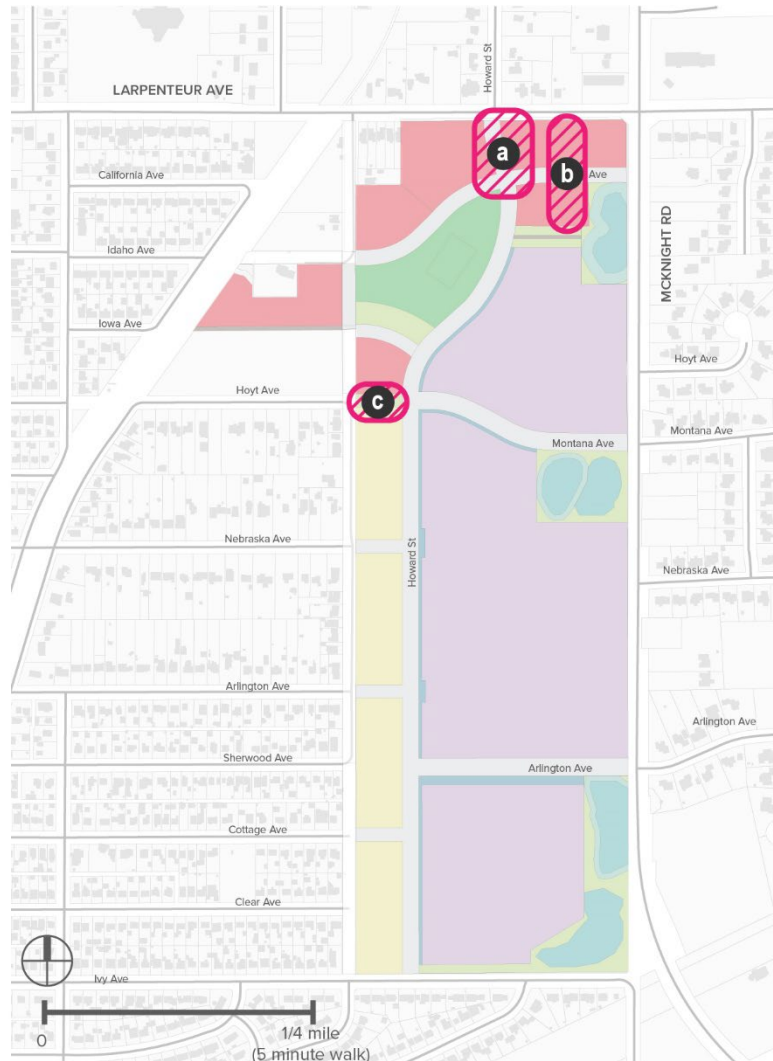 Howard St
LARPENTEUR AVE
a
b
California Ave
Ave
MCKNIGHT RD
Idaho Ave
Iowa Ave
Hoyt Ave
Hoyt Ave
c
Montana Ave
Montana Ave
Nebraska Ave
Howard St
Nebraska Ave
Arlington Ave
Arlington Ave
Sherwood Ave
Arlington Ave
Cottage Ave
Clear Ave
Ivy Ave
0
1/4 mile
(5 minute walk)